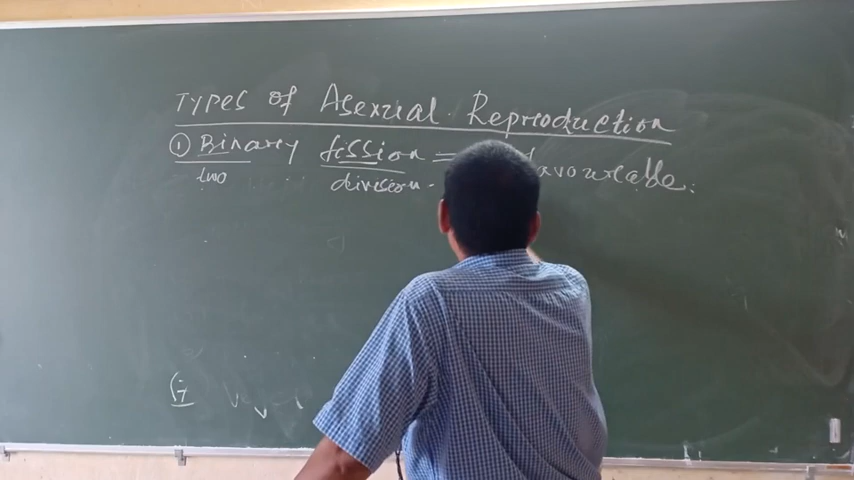 Types of Asexual Reproduction
① Binary fission = favourable.
two division.